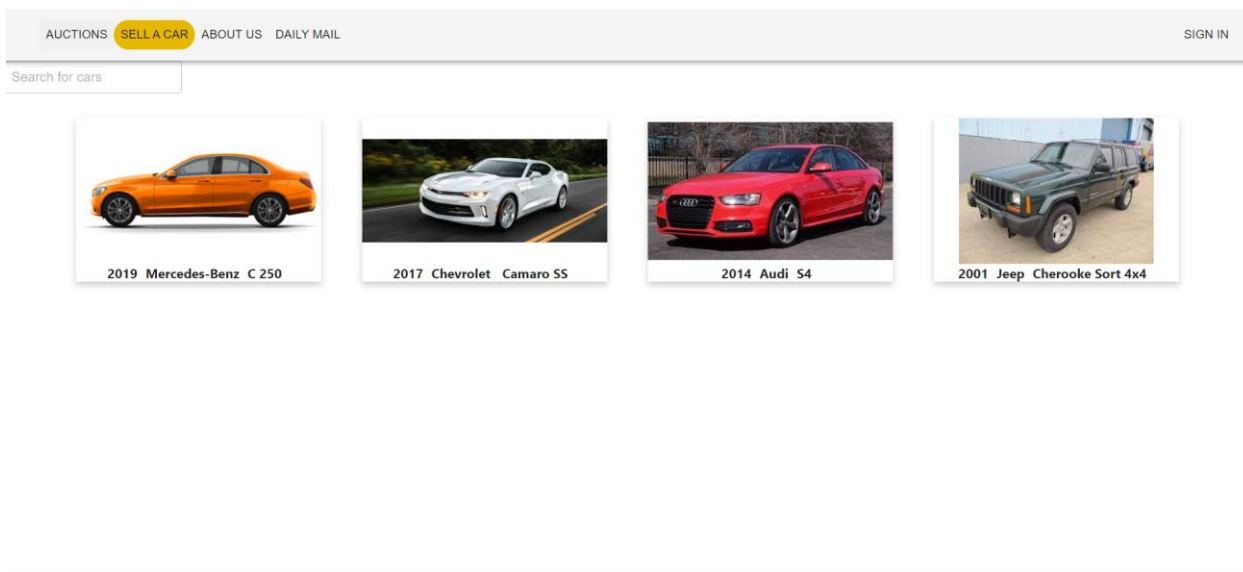 AUCTIONS SELL A CAR ABOUT US DAILY MAIL SIGN IN
Search for cars
2019 Mercedes-Benz C 250
2017 Chevrolet Camaro SS
2014 Audi S4
2001 Jeep Cherooke Sort 4x4